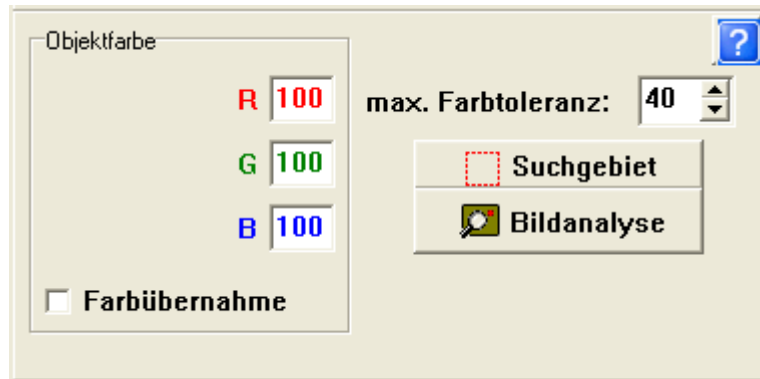 Objektfarbe
?
R 100
max. Farbtoleranz: 40
G 100
Suchgebiet
B 100
Bildanalyse
Farbübernahme